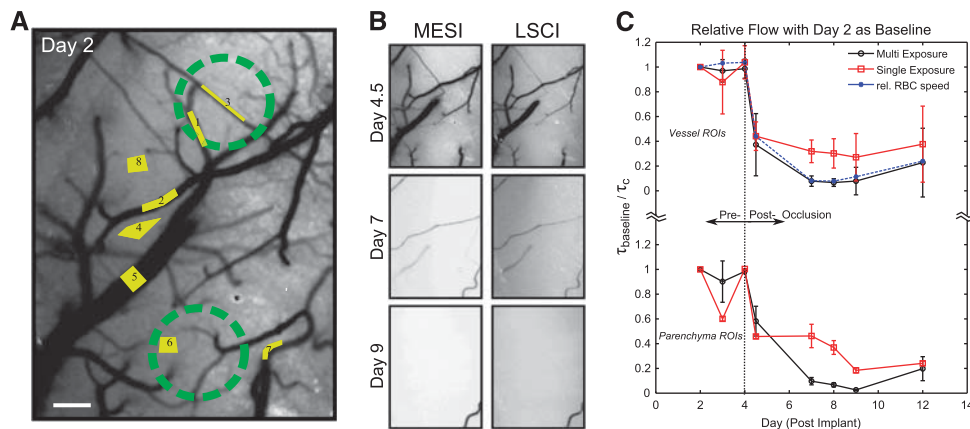 A
Day 2
3
1
8
2
4
5
6
7
B
MESI LSCI
Day 4.5
Day 7
Day 9
C
Relative Flow with Day 2 as Baseline
Multi Exposure
Single Exposure
rel. RBC speed
Vessel ROIs
1.2
1
0.8
0.6
0.4
0.2
0
Pre- Post- Occlusion
τbaseline / τc
1.2
1
0.8
0.6
0.4
0.2
0
Parenchyma ROIs
0 2 4 6 8 10 12 14
Day (Post Implant)